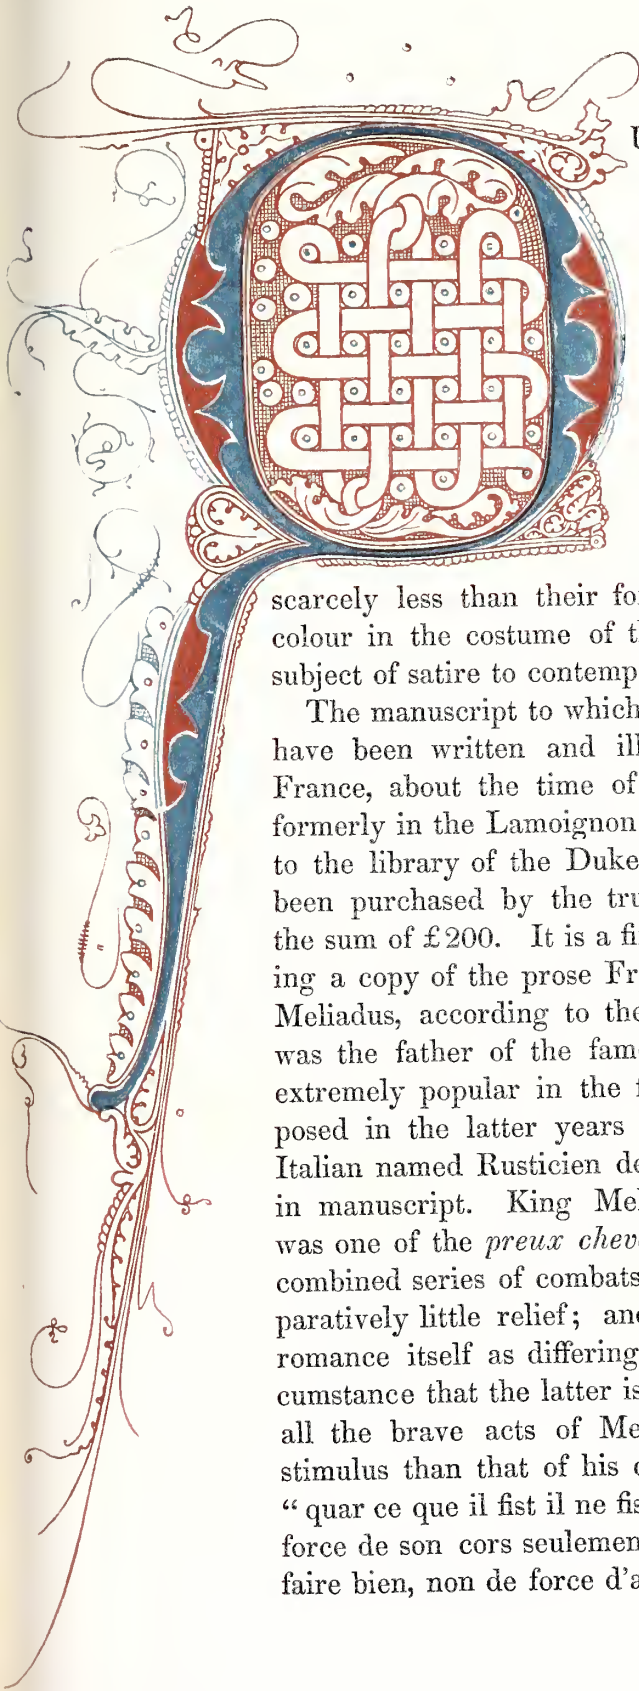 U
scarcely less than their fo
colour in the costume of t
subject of satire to contemp
The manuscript to which
have been written and ill
France, about the time of
formerly in the Lamoignon
to the library of the Duke
been purchased by the tru
the sum of £200. It is a fi
ing a copy of the prose Fr
Meliadus, according to the
was the father of the fam
extremely popular in the
posed in the latter years
Italian named Rusticien de
in manuscript. King Me
was one of the preux chev
combined series of combats
paratively little relief; and
romance itself as differing
cumstance that the latter is
all the brave acts of Me
stimulus than that of his
“ quar ce que il fist il ne fis
force de son cors seulemen
faire bien, non de force d'a